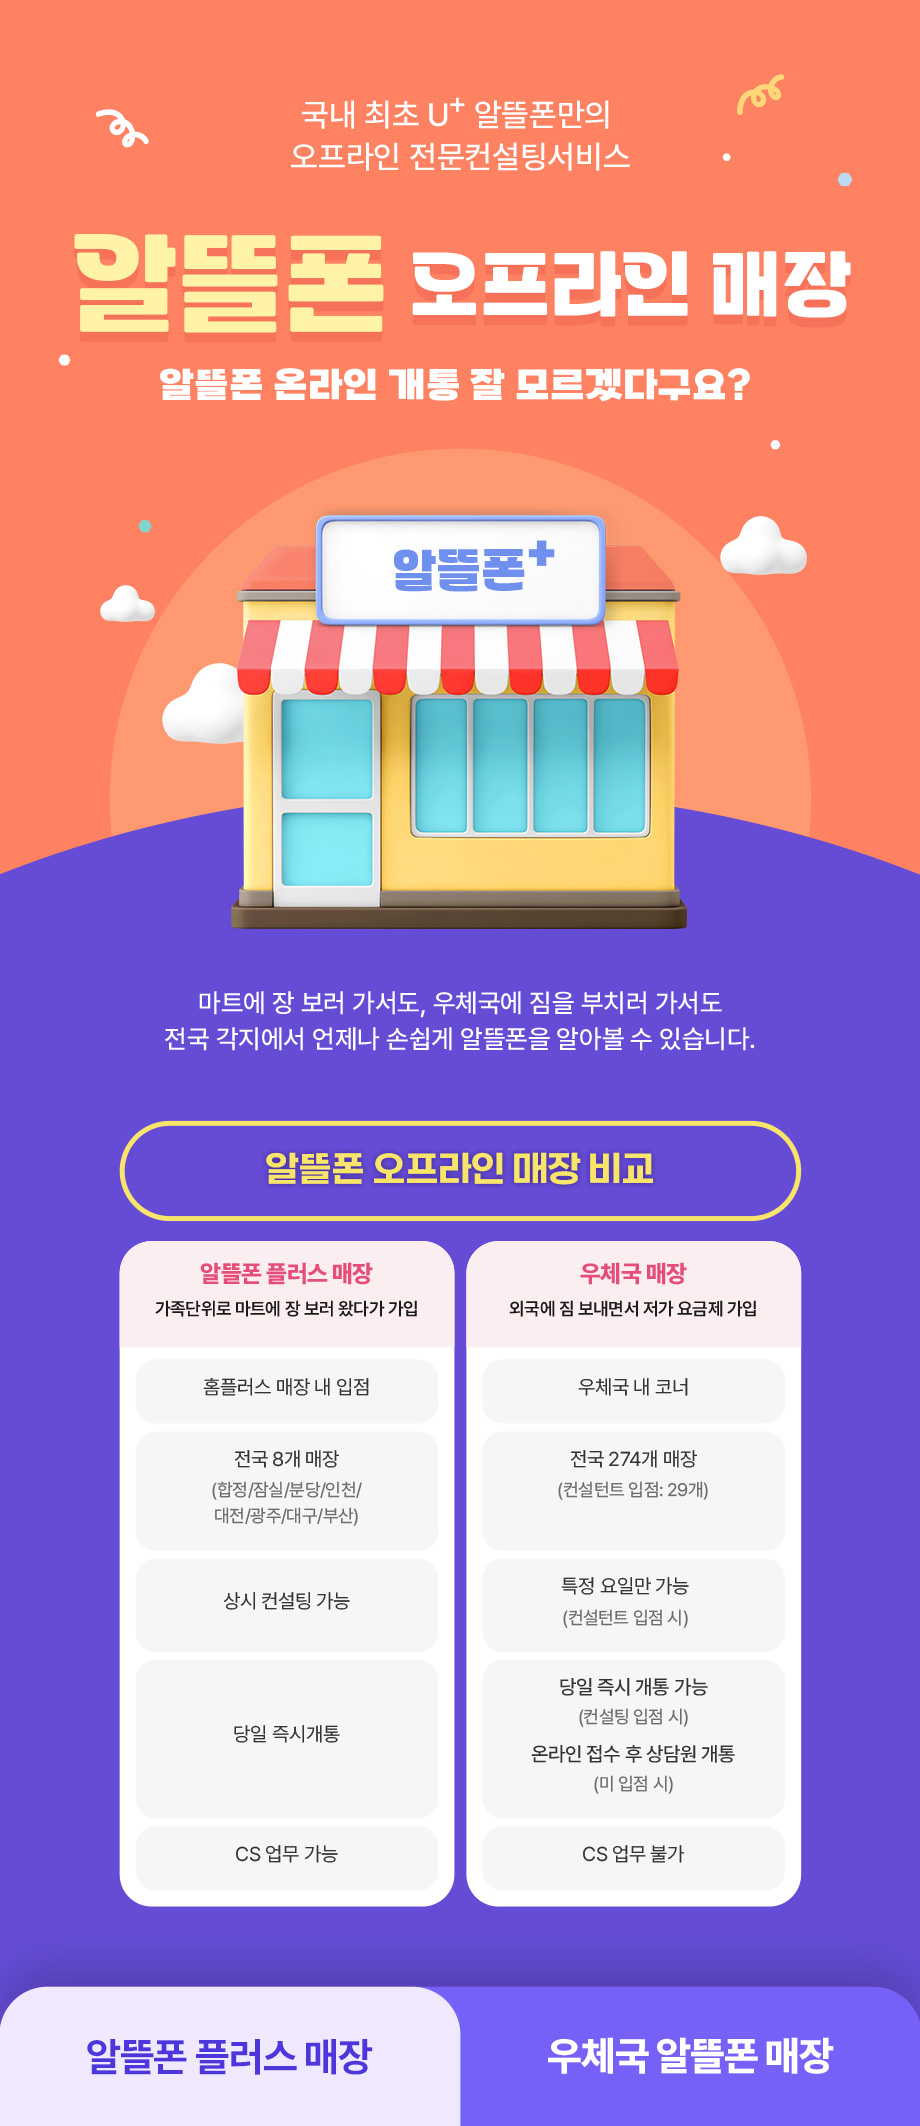 국내 최초 U⁺ 알뜰폰만의
오프라인 전문컨설팅서비스
알뜰폰 오프라인 매장
알뜰폰 온라인 개통 잘 모르겠다구요?
알뜰폰+
마트에 장 보러 가서도, 우체국에 짐을 부치러 가서도
전국 각지에서 언제나 손쉽게 알뜰폰을 알아볼 수 있습니다.
알뜰폰 오프라인 매장 비교
알뜰폰 플러스 매장
가족단위로 마트에 장 보러 왔다가 가입
홈플러스 매장 내 입점
전국 8개 매장
(합정/잠실/분당/인천/
대전/광주/대구/부산)
상시 컨설팅 가능
당일 즉시개통
CS 업무 가능
우체국 매장
외국에 짐 보내면서 저가 요금제 가입
우체국 내 코너
전국 274개 매장
(컨설턴트 입점: 29개)
특정 요일만 가능
(컨설턴트 입점 시)
당일 즉시 개통 가능
(컨설팅 입점 시)
온라인 접수 후 상담원 개통
(미 입점 시)
CS 업무 불가
알뜰폰 플러스 매장
우체국 알뜰폰 매장